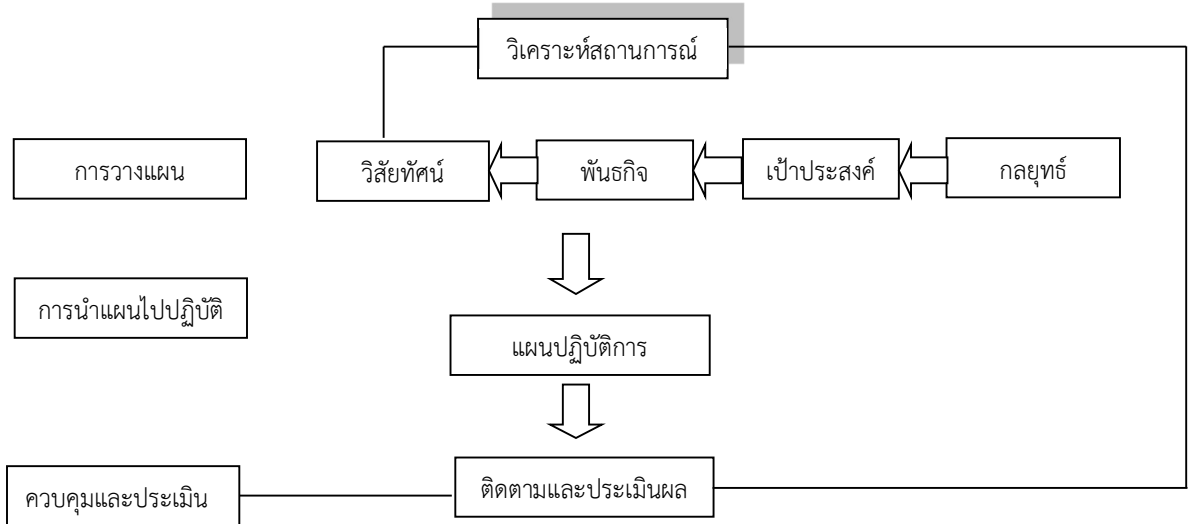 วิเคราะห์สถานการณ์
การวางแผน
วิสัยทัศน์
พันธกิจ
เป้าประสงค์
กลยุทธ์
การนำแผนไปปฏิบัติ
แผนปฏิบัติการ
ควบคุมและประเมิน
ติดตามและประเมินผล